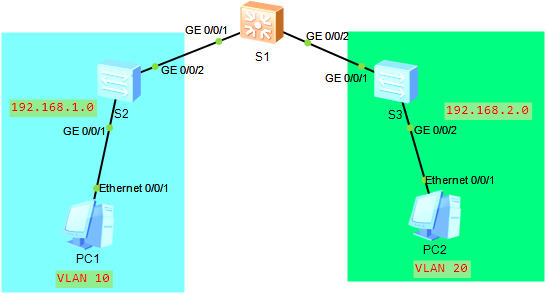 GE 0/0/1
GE 0/0/2
S1
GE 0/0/2
GE 0/0/1
192.168.1.0
S2
S3
192.168.2.0
GE 0/0/1
GE 0/0/2
Ethernet 0/0/1
Ethernet 0/0/1
PC1
PC2
VLAN 10
VLAN 20